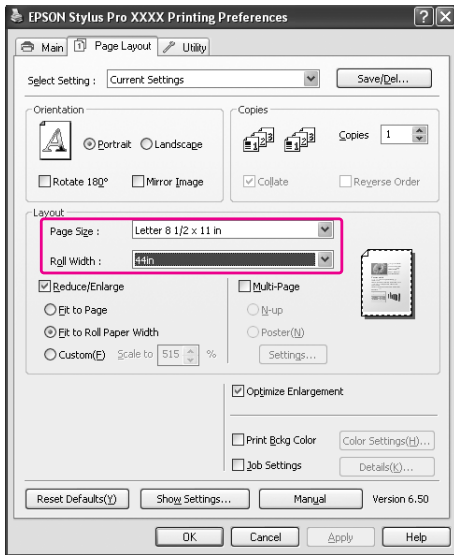 EPSON Stylus Pro XXXX Printing Preferences
Main
Page Layout
Utility
Select Setting : Current Settings Save/Del...
Orientation
A
Portrait Landscape
Rotate 180° Mirror Image
Copies
Copies 1
Collate Reverse Order
Layout
Page Size : Letter 8 1/2 x 11 in
Roll Width : 44in
Reduce/Enlarge
Fit to Page
Fit to Roll Paper Width
Custom(E) Scale to 515 %
Multi-Page
N-up
Poster(N)
Settings...
Optimize Enlargement
Print Bckg Color Color Settings(H)...
Job Settings Details(K)...
Reset Defaults(Y) Show Settings... Manual Version 6.50
OK Cancel Apply Help